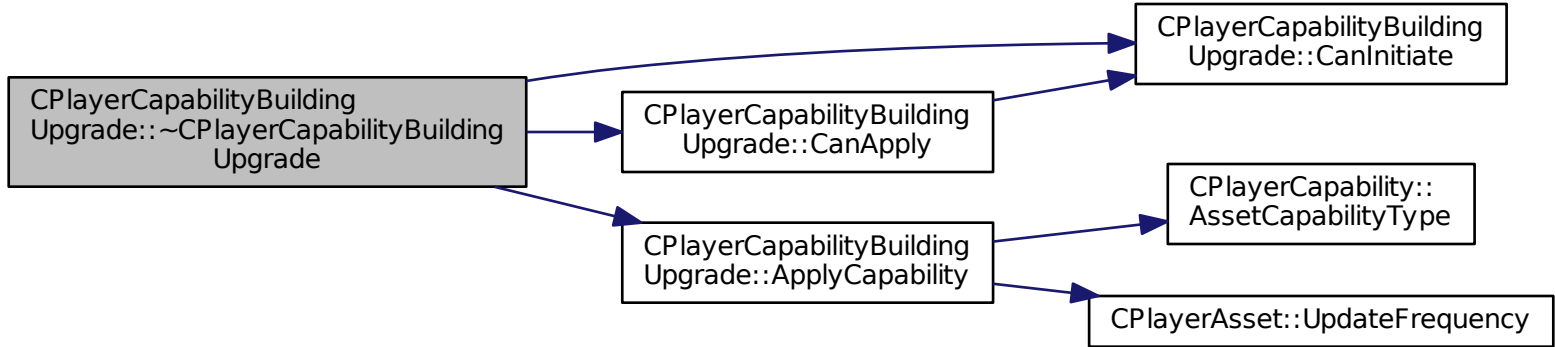 CPlayerCapabilityBuilding
Upgrade::~CPlayerCapabilityBuilding
Upgrade
CPlayerCapabilityBuilding
Upgrade::CanInitiate
CPlayerCapabilityBuilding
Upgrade::CanApply
CPlayerCapabilityBuilding
Upgrade::ApplyCapability
CPlayerCapability::
AssetCapabilityType
CPlayerAsset::UpdateFrequency